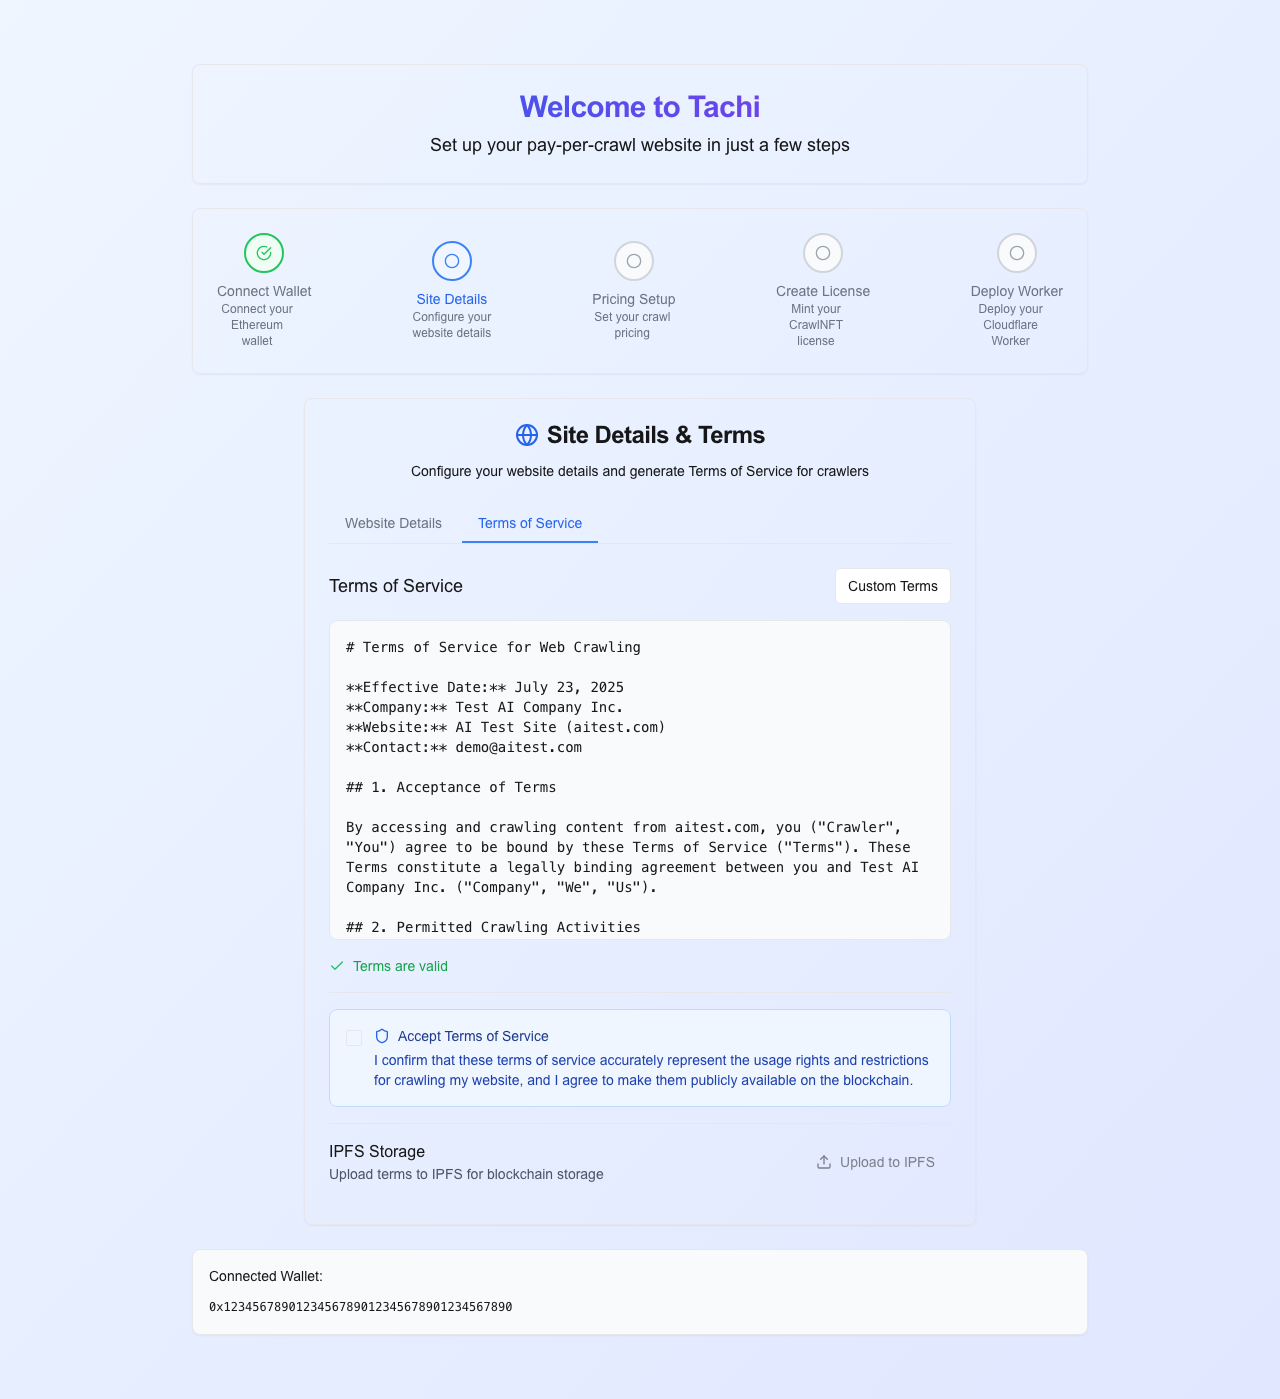 Welcome to Tachi
Set up your pay-per-crawl website in just a few steps
Connect Wallet
Connect your
Ethereum
wallet
Site Details
Configure your
website details
Pricing Setup
Set your crawl
pricing
Create License
Mint your
CrawlNFT
license
Deploy Worker
Deploy your
Cloudflare
Worker
Site Details & Terms
Configure your website details and generate Terms of Service for crawlers
Website Details
Terms of Service
Terms of Service
Custom Terms
# Terms of Service for Web Crawling
**Effective Date:** July 23, 2025
**Company:** Test AI Company Inc.
**Website:** AI Test Site (aitest.com)
**Contact:** demo@aitest.com
## 1. Acceptance of Terms
By accessing and crawling content from aitest.com, you ("Crawler",
"You") agree to be bound by these Terms of Service ("Terms"). These
Terms constitute a legally binding agreement between you and Test AI
Company Inc. ("Company", "We", "Us").
## 2. Permitted Crawling Activities
Terms are valid
Accept Terms of Service
I confirm that these terms of service accurately represent the usage rights and restrictions
for crawling my website, and I agree to make them publicly available on the blockchain.
IPFS Storage
Upload terms to IPFS for blockchain storage
Upload to IPFS
Connected Wallet:
0x1234567890123456789012345678901234567890